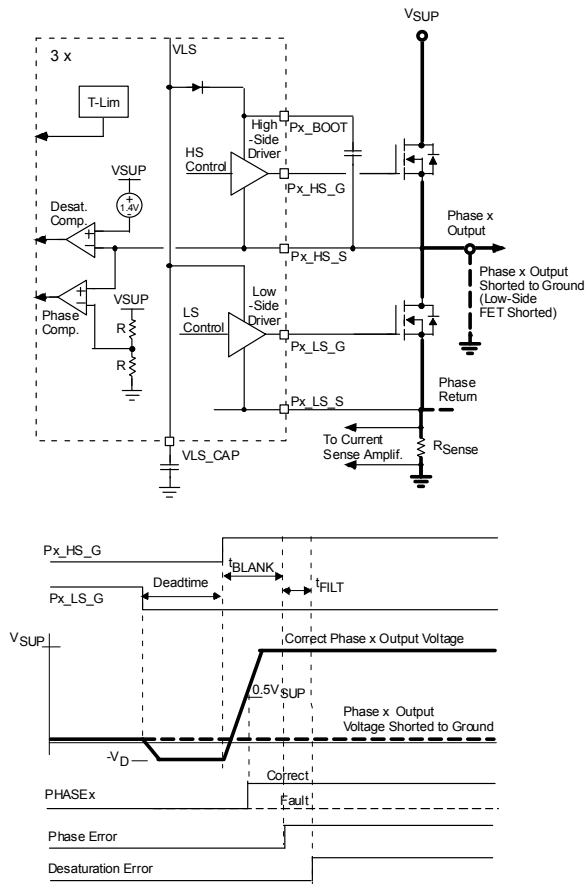 VSUP
3 x
VLS
T-Lim
High
-Side
Driver
Px_BOOT
HS
Control
Px_HS_G
VSUP
+
1.4V
-
Desat.
Comp.
+
-
Phase x
Output
Px_HS_S
Phase x Output
Shorted to Ground
(Low-Side
FET Shorted)
+
-
Phase
Comp.
VSUP
R
R
Low
-Side
Driver
LS
Control
Px_LS_G
Phase
Return
Px_LS_S
To Current
Sense Amplif.
RSense
VLS_CAP
Px_HS_G
tBLANK
Deadtime
tFILT
Px_LS_G
VSUP
Correct Phase x Output Voltage
0.5VSUP
Phase x Output
Voltage Shorted to Ground
-VD
Correct
PHASEx
Fault
Phase Error
Desaturation Error